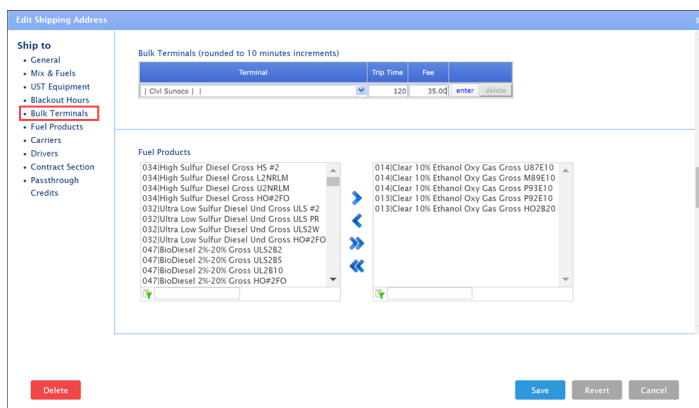 Edit Shipping Address
Ship to
• General
• Mix & Fuels
• UST Equipment
• Blackout Hours
• Bulk Terminals
• Fuel Products
• Carriers
• Drivers
• Contract Section
• Passthrough
Credits
Bulk Terminals (rounded to 10 minutes increments)
Terminal Trip Time Fee
| Clvl Sunoco | | 120 35.00 enter delete
Fuel Products
034|High Sulfur Diesel Gross HS #2
034|High Sulfur Diesel Gross L2NRLM
034|High Sulfur Diesel Gross U2NRLM
034|High Sulfur Diesel Gross HO#2FO
032|Ultra Low Sulfur Diesel Und Gross ULS #2
032|Ultra Low Sulfur Diesel Und Gross ULS PR
032|Ultra Low Sulfur Diesel Und Gross ULS2W
032|Ultra Low Sulfur Diesel Und Gross HO#2FO
047|BioDiesel 2%-20% Gross ULS2B2
047|BioDiesel 2%-20% Gross ULS2B5
047|BioDiesel 2%-20% Gross UL2B10
047|BioDiesel 2%-20% Gross HO#2FO
014|Clear 10% Ethanol Oxy Gas Gross U87E10
014|Clear 10% Ethanol Oxy Gas Gross M89E10
014|Clear 10% Ethanol Oxy Gas Gross P93E10
013|Clear 10% Ethanol Oxy Gas Gross P92E10
013|Clear 10% Ethanol Oxy Gas Gross HO2B20
Delete
Save
Revert
Cancel